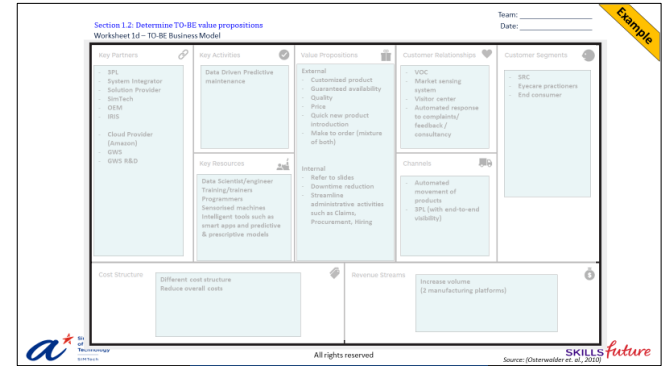 Team:
Date:
Example
Section 1.2: Determine TO-BE value propositions
Worksheet 1d – TO-BE Business Model
Key Partners
- 3PL
- System Integrator
- Solution Provider
- SimTech
- OEM
- IRIS
- Cloud Provider
(Amazon)
- GWS
- GWS R&D
Key Activities
Data Driven Predictive
maintenance
Key Resources
Data Scientist/engineer
Training/trainers
Programmers
Sensorised machines
Intelligent tools such as
smart apps and predictive
& prescriptive models
Value Propositions
External
- Customized product
- Guaranteed availability
- Quality
- Price
- Quick new product
introduction
- Make to order (mixture
of both)
Internal
- Refer to slides
- Downtime reduction
- Streamline
administrative activities
such as Claims,
Procurement, Hiring
Customer Relationships
- VOC
- Market sensing
system
- Visitor center
- Automated response
to complaints/
feedback /
consultancy
Channels
- Automated
movement of
products
- 3PL (with end-to-end
visibility)
Customer Segments
- SRC
- Eyecare practioners
- End consumer
Cost Structure
Different cost structure
Reduce overall costs
Revenue Streams
Increase volume
(2 manufacturing platforms)
of
Technology
SIMTech
All rights reserved
SKILLS future
Source: (Osterwalder et. al., 2010)